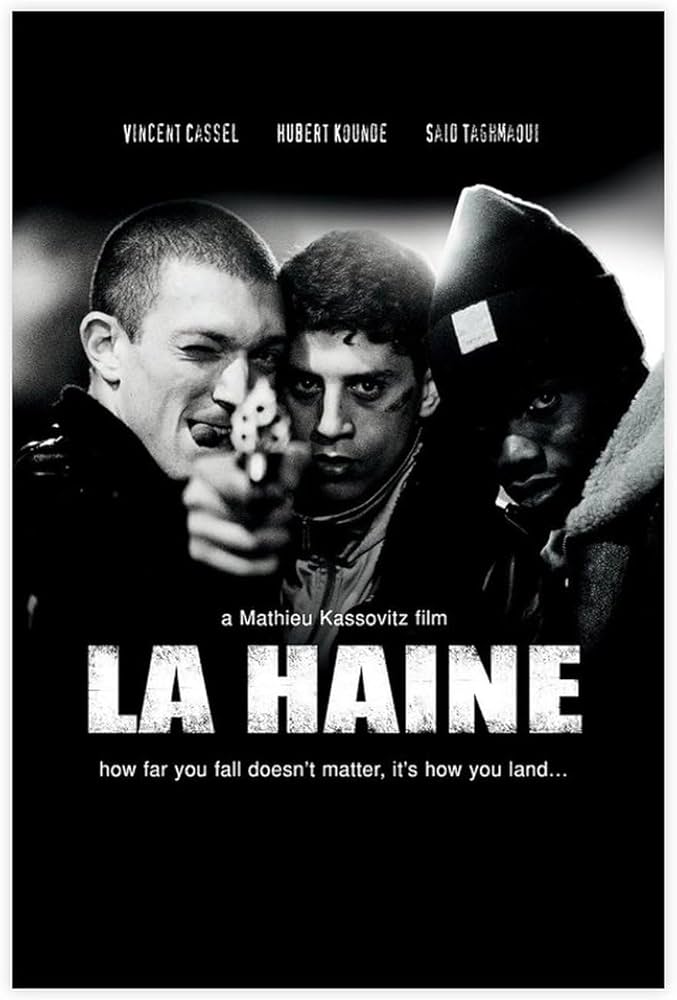 VINCENT CASSEL HUBERT KOUNDE SAID TAGHMAOUI
a Mathieu Kassovitz film
LA HAINE
how far you fall doesn't matter, it's how you land...